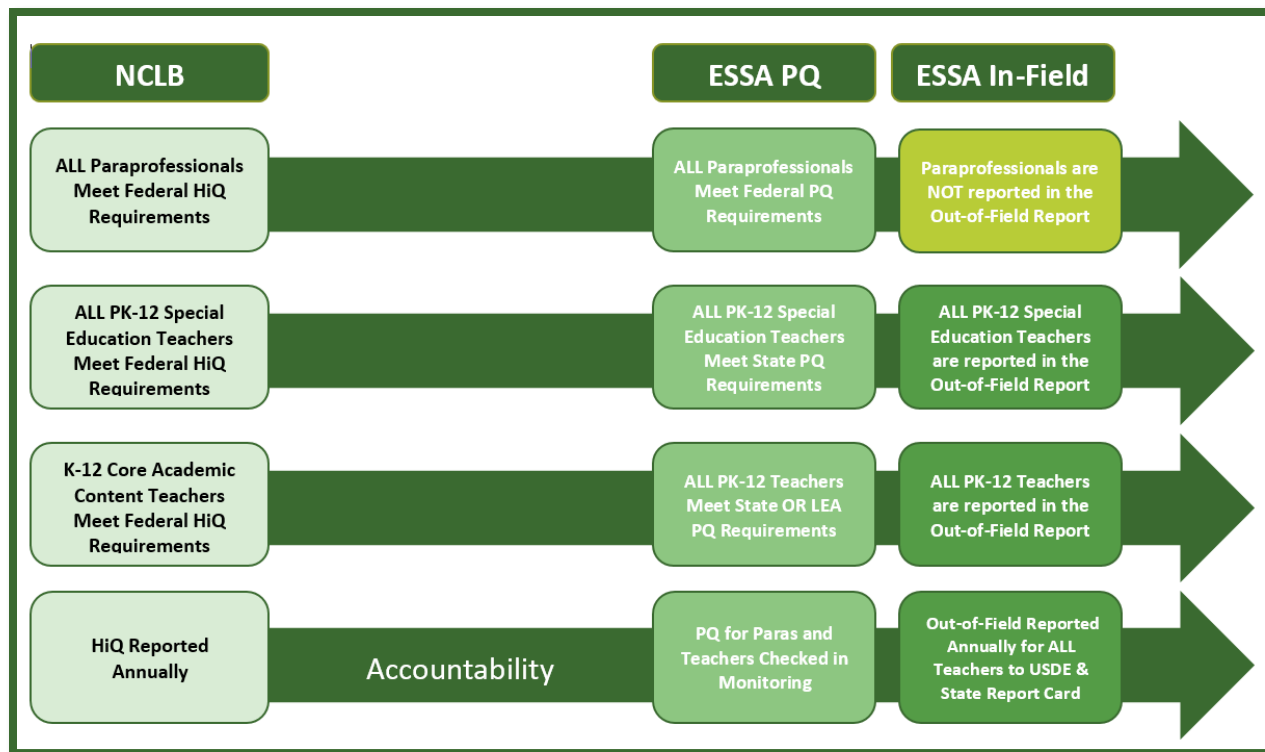 NCLB
ESSA PQ
ESSA In-Field
ALL Paraprofessionals
Meet Federal HiQ
Requirements
ALL Paraprofessionals
Meet Federal PQ
Requirements
Paraprofessionals are
NOT reported in the
Out-of-Field Report
ALL PK-12 Special
Education Teachers
Meet Federal HiQ
Requirements
ALL PK-12 Special
Education Teachers
Meet State PQ
Requirements
ALL PK-12 Special
Education Teachers
are reported in the
Out-of-Field Report
K-12 Core Academic
Content Teachers
Meet Federal HiQ
Requirements
ALL PK-12 Teachers
Meet State OR LEA
PQ Requirements
ALL PK-12 Teachers
are reported in the
Out-of-Field Report
HiQ Reported
Annually
Accountability
PQ for Paras and
Teachers Checked in
Monitoring
Out-of-Field Reported
Annually for ALL
Teachers to USDE &
State Report Card